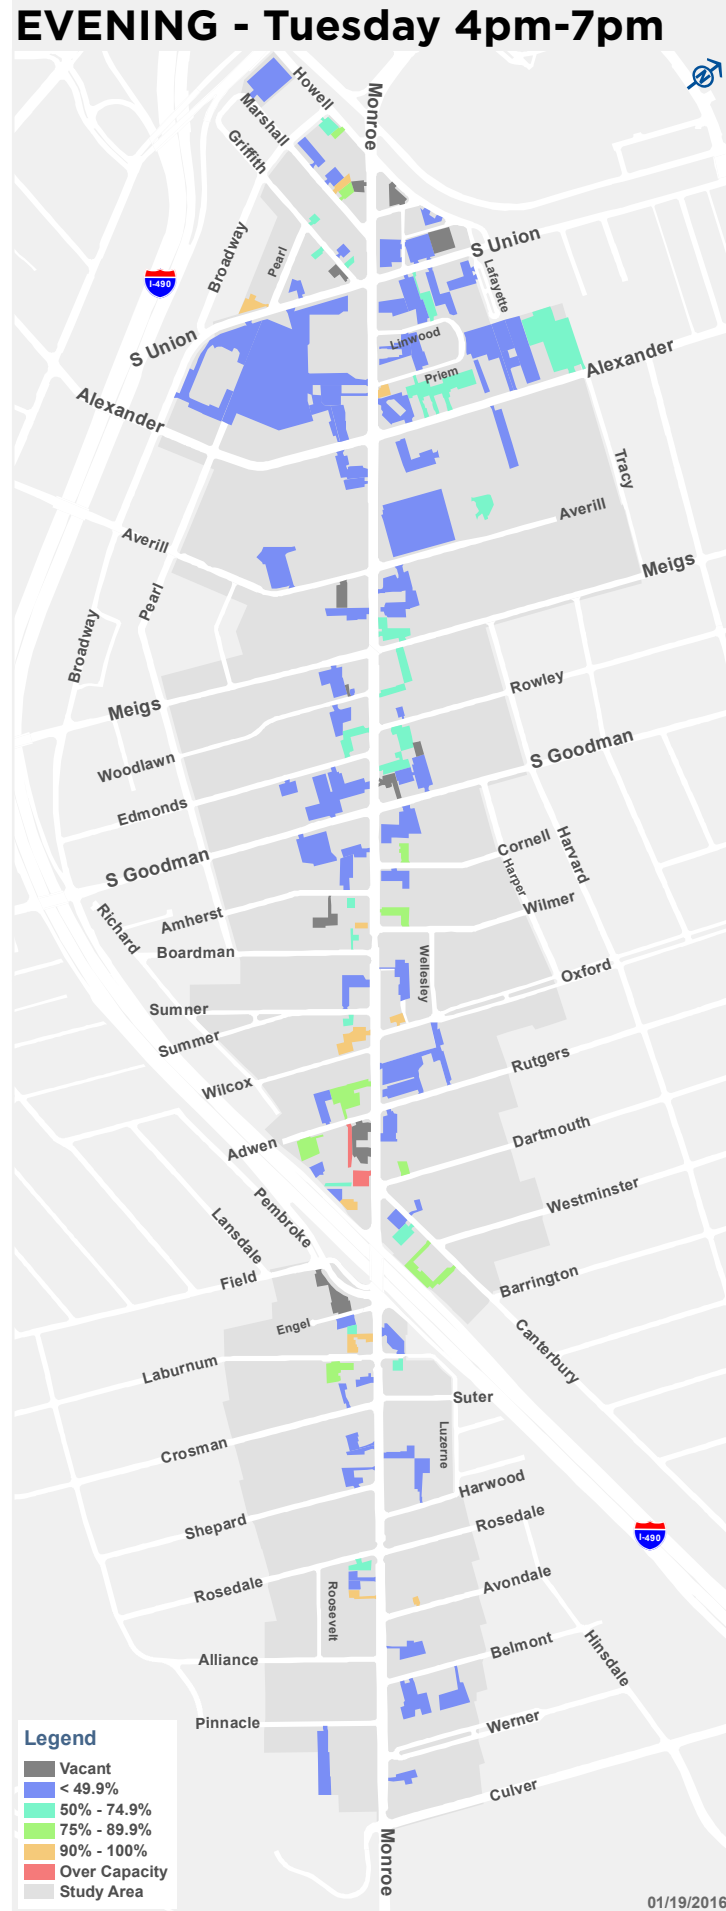 EVENING - Tuesday 4pm-7pm
N
Howell
Monroe
Marshall
Griffith
S Union
Broadway
Pearl
Lafayette
I-490
Linwood
S Union
Alexander
Priem
Alexander
Tracy
Averill
Averill
Meigs
Pearl
Broadway
Rowley
Meigs
S Goodman
Woodlawn
Edmonds
Cornell
Harvard
S Goodman
Harper
Wilmer
Richard
Amherst
Boardman
Wellesley
Oxford
Sumner
Summer
Rutgers
Wilcox
Dartmouth
Adwen
Westminster
Pembroke
Lansdale
Field
Barrington
Engel
Canterbury
Laburnum
Suter
Luzerne
Crosman
Harwood
Shepard
Rosedale
I-490
Rosedale
Avondale
Roosevelt
Belmont
Hinsdale
Alliance
Pinnacle
Werner
Culver
Legend
Vacant
< 49.9%
50% - 74.9%
75% - 89.9%
90% - 100%
Over Capacity
Study Area
Monroe
01/19/2016